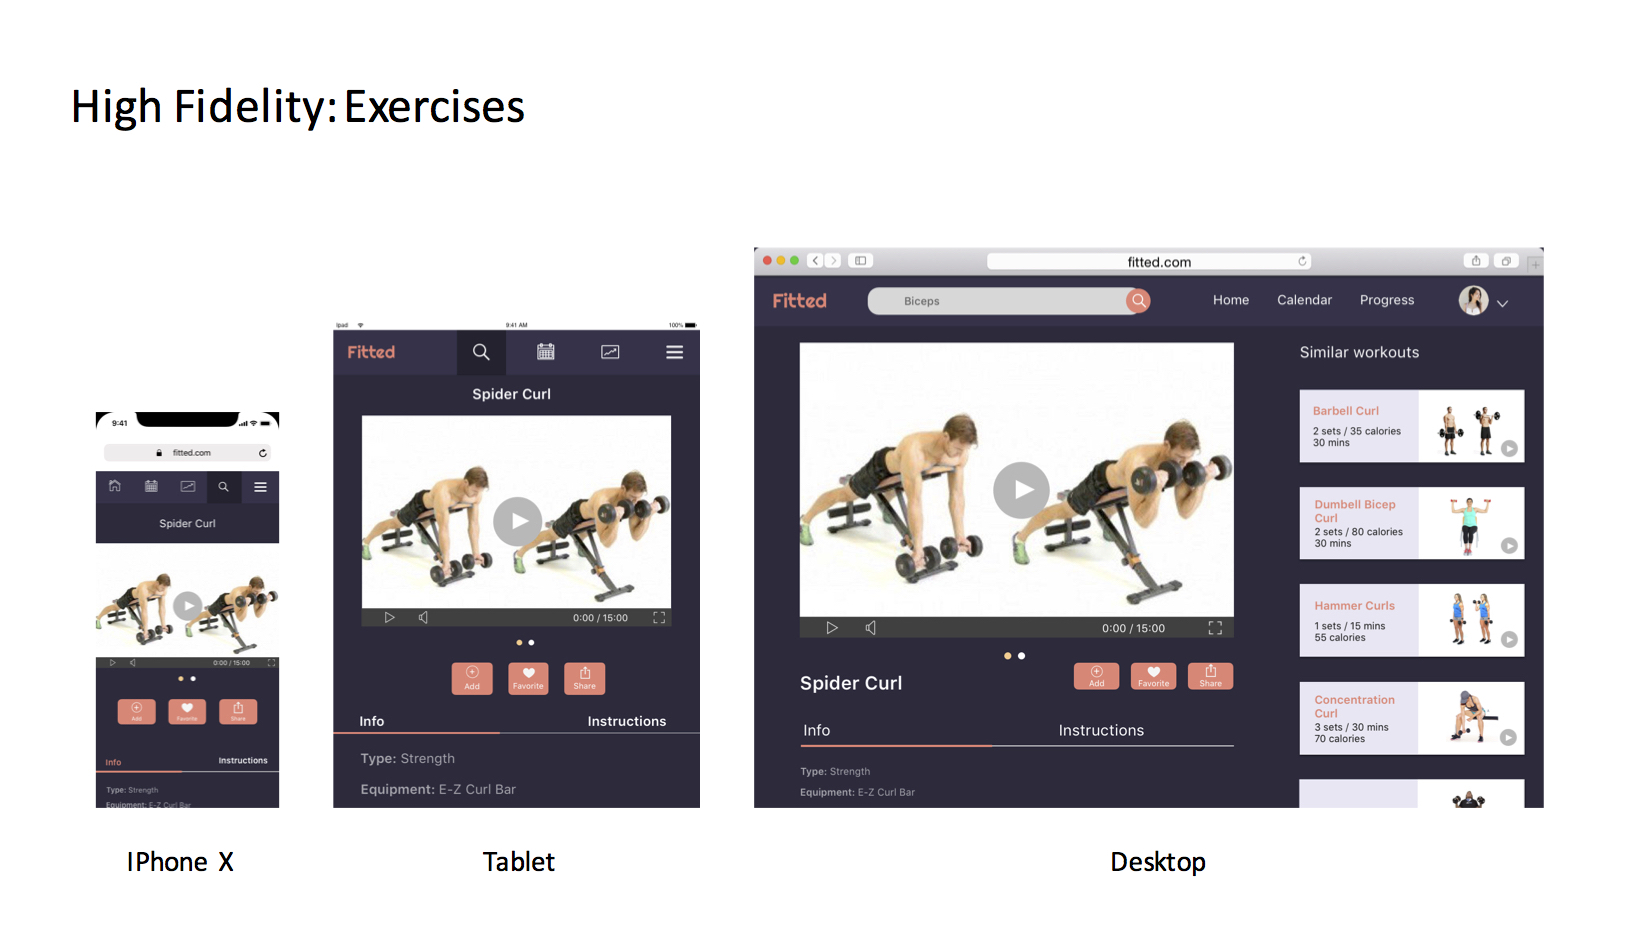 High Fidelity: Exercises
9:41
fitted.com
Spider Curl
0:00 / 15:00
Add
Favorite
Share
Info
Instructions
Type: Strength
Equipment: E-Z Curl Bar
IPhone X
Ipad
9:41 AM
100%
Fitted
Spider Curl
0:00 / 15:00
Add
Favorite
Share
Info
Instructions
Type: Strength
Equipment: E-Z Curl Bar
Tablet
fitted.com
Fitted
Biceps
Home
Calendar
Progress
0:00 / 15:00
Spider Curl
Add
Favorite
Share
Info
Instructions
Type: Strength
Equipment: E-Z Curl Bar
Similar workouts
Barbell Curl
2 sets / 35 calories
30 mins
Dumbell Bicep
Curl
2 sets / 80 calories
30 mins
Hammer Curls
1 sets / 15 mins
55 calories
Concentration
Curl
3 sets / 30 mins
70 calories
Desktop